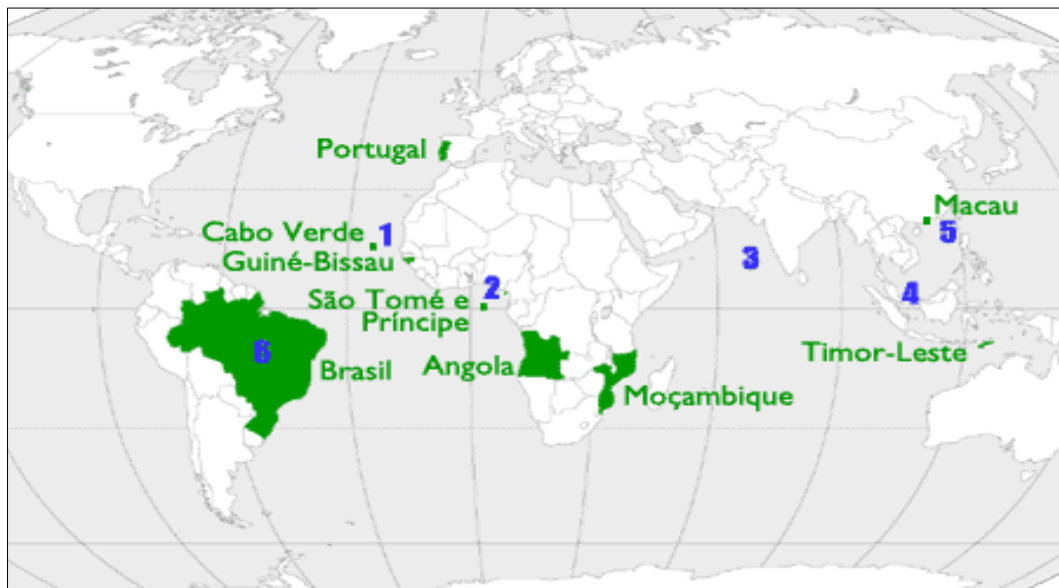 Portugal
Macau
1
5
Cabo Verde
3
Guiné-Bissau
2
4
São Tomé e
Príncipe
6
Timor-Leste
Brasil
Angola
Moçambique